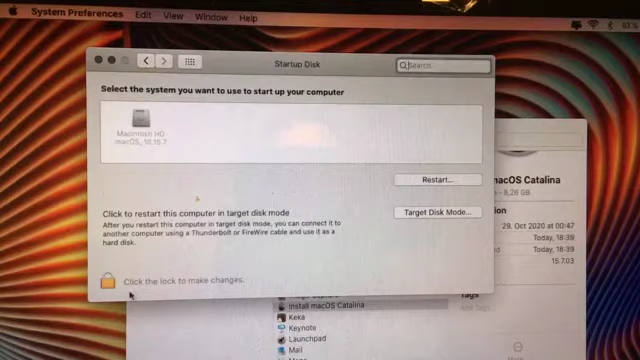 System Preferences Edit View Window Help
63%
Startup Disk
Search
Select the system you want to use to start up your computer
Macintosh HD
macOS, 10.15.7
Restart...
Click to restart this computer in target disk mode
After you restart this computer in target disk mode, you can connect it to
another computer using a Thunderbolt or FireWire cable and use it as a
hard disk.
Target Disk Mode...
Click the lock to make changes.
macOS Catalina
8,26 GB
29. Oct 2020 at 00:47
Today, 18:39
Today, 18:39
15.7.03
Tags
Add Tags...
Install macOS Catalina
Keka
Keynote
Launchpad
Mail